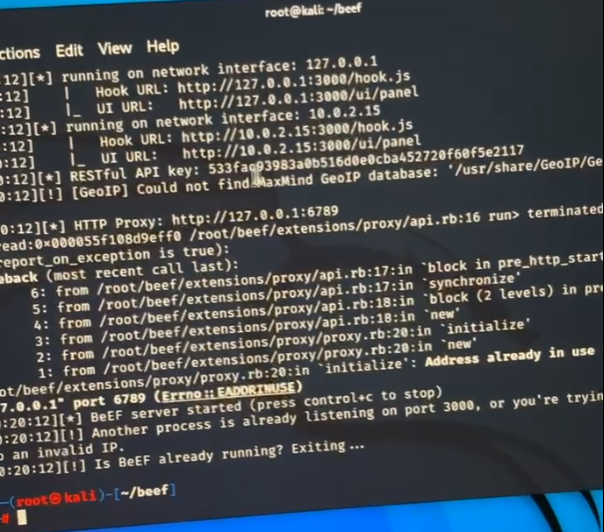 root@kali: ~/beef
ctions Edit View Help
:12][*] running on network interface: 127.0.0.1
:12] | Hook URL: http://127.0.0.1:3000/hook.js
:12] |_ UI URL: http://127.0.0.1:3000/ui/panel
:12][*] running on network interface: 10.0.2.15
:12] | Hook URL: http://10.0.2.15:3000/hook.js
:12] |_ UI URL: http://10.0.2.15:3000/ui/panel
0:12][*] RESTful API key:
0:12][!] [GeoIP] Could not find MaxMind GeoIP database: '/usr/share/GeoIP/Ge
0:12][*] HTTP Proxy: http://127.0.0.1:6789
read:0x000055f108d9eff0 /root/beef/extensions/proxy/api.rb:16 run> terminated
report_on_exception is true):
eback (most recent call last):
6: from /root/beef/extensions/proxy/api.rb:17:in `block in pre_http_start
5: from /root/beef/extensions/proxy/api.rb:17:in `synchronize'
4: from /root/beef/extensions/proxy/api.rb:18:in `block (2 levels) in pre
3: from /root/beef/extensions/proxy/api.rb:18:in `new'
2: from /root/beef/extensions/proxy/proxy.rb:20:in `initialize'
1: from /root/beef/extensions/proxy/proxy.rb:20:in `new'
ot/beef/extensions/proxy/proxy.rb:20:in `initialize': Address already in use
7.0.0.1" port 6789 (Errno::EADDRINUSE)
0:20:12][*] BeEF server started (press control+c to stop)
0:20:12][!] Another process is already listening on port 3000, or you're tryin
o an invalid IP.
0:20:12][!] Is BeEF already running? Exiting...
(root@kali)-[~/beef]
#